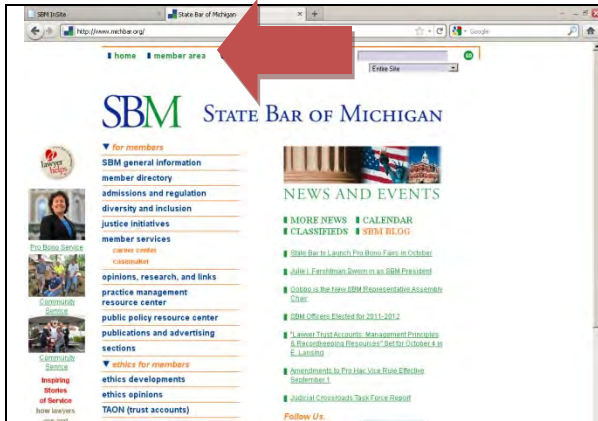 SBM InSite
State Bar of Michigan
http://www.michbar.org/
Google
home member area
Entire Site
SBM STATE BAR OF MICHIGAN
lawyer helps
Pro Bono Service
Community
Service
Community
Service
Inspiring
Stories
of Service
how lawyers
for members
SBM general information
member directory
admissions and regulation
diversity and inclusion
justice initiatives
member services
career center
casemaker
opinions, research, and links
practice management
resource center
public policy resource center
publications and advertising
sections
ethics for members
ethics developments
ethics opinions
TAON (trust accounts)
NEWS AND EVENTS
MORE NEWS CALENDAR
CLASSIFIEDS SBM BLOG
State Bar to Launch Pro Bono Fairs in October
Julie I. Fershtman Sworn in as SBM President
is the New SBM Representative Assembly
Chair
SBM Officers Elected for 2011-2012
"Lawyer Trust Accounts: Management Principles
& Recordkeeping Resources" Set for October 4 in
E. Lansing
Amendments to Pro Hac Vice Rule Effective
September 1
Judicial Crossroads Task Force Report
Follow Us.